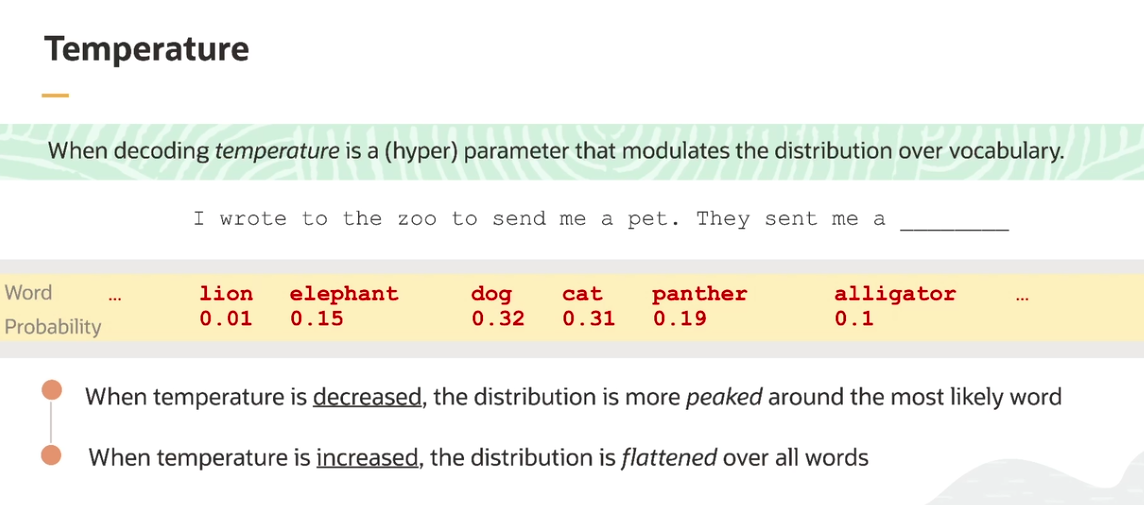 Temperature
When decoding temperature is a (hyper) parameter that modulates the distribution over vocabulary.
I wrote to the zoo to send me a pet. They sent me a ________
Word ... lion elephant dog cat panther alligator ...
Probability 0.01 0.15 0.32 0.31 0.19 0.1
When temperature is decreased, the distribution is more peaked around the most likely word
When temperature is increased, the distribution is flattened over all words